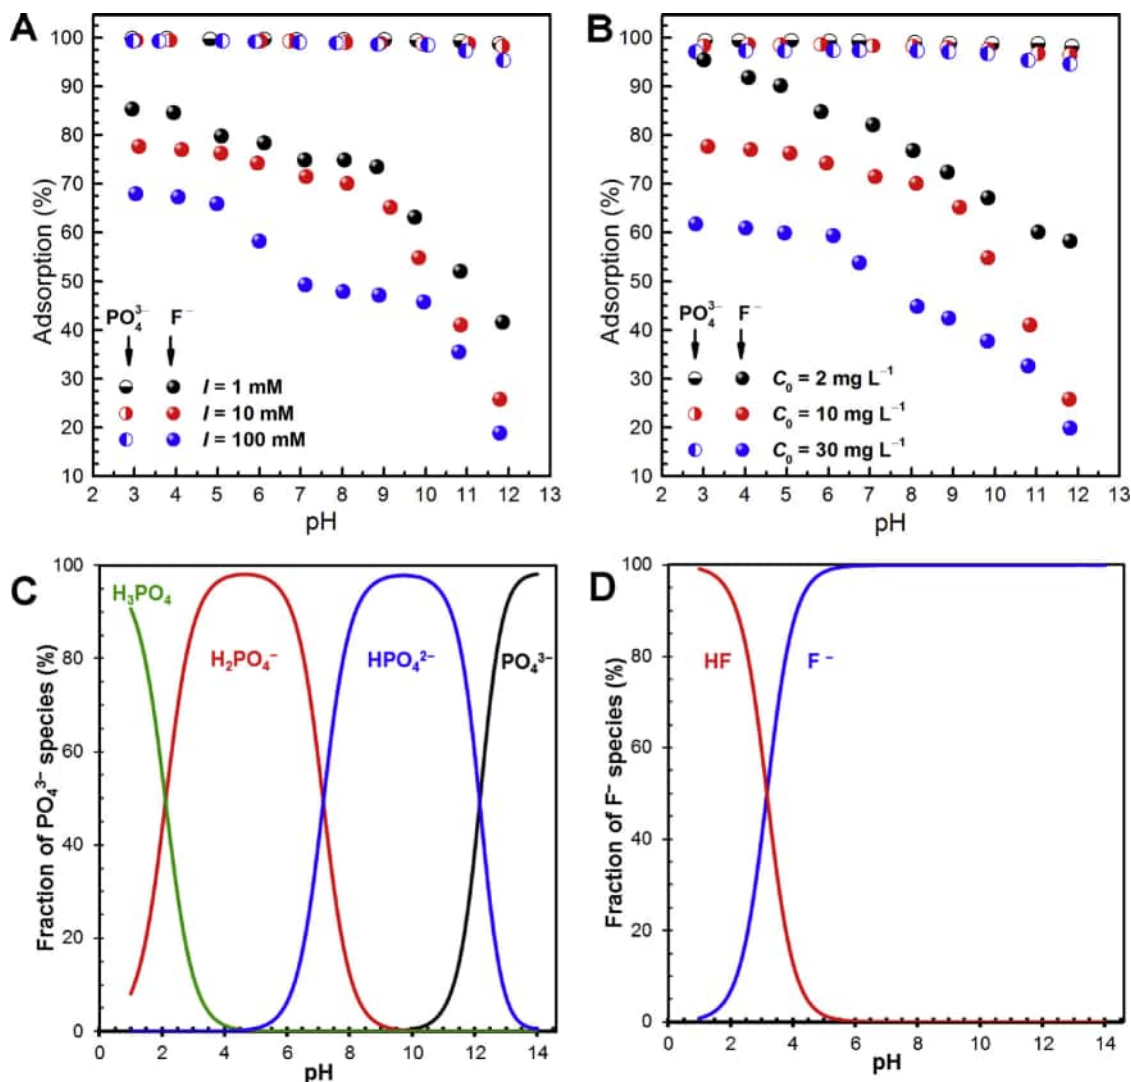 A
Adsorption (%)
100
90
80
70
60
50
40
30
20
10
PO₄³⁻ F⁻
I = 1 mM
I = 10 mM
I = 100 mM
2 3 4 5 6 7 8 9 10 11 12 13
pH
B
Adsorption (%)
100
90
80
70
60
50
40
30
20
10
PO₄³⁻ F⁻
C₀ = 2 mg L⁻¹
C₀ = 10 mg L⁻¹
C₀ = 30 mg L⁻¹
2 3 4 5 6 7 8 9 10 11 12 13
pH
C
Fraction of PO₄³⁻ species (%)
100
80
60
40
20
0
H₃PO₄
H₂PO₄⁻ HPO₄²⁻ PO₄³⁻
0 2 4 6 8 10 12 14
pH
D
Fraction of F⁻ species (%)
100
80
60
40
20
0
HF F⁻
0 2 4 6 8 10 12 14
pH